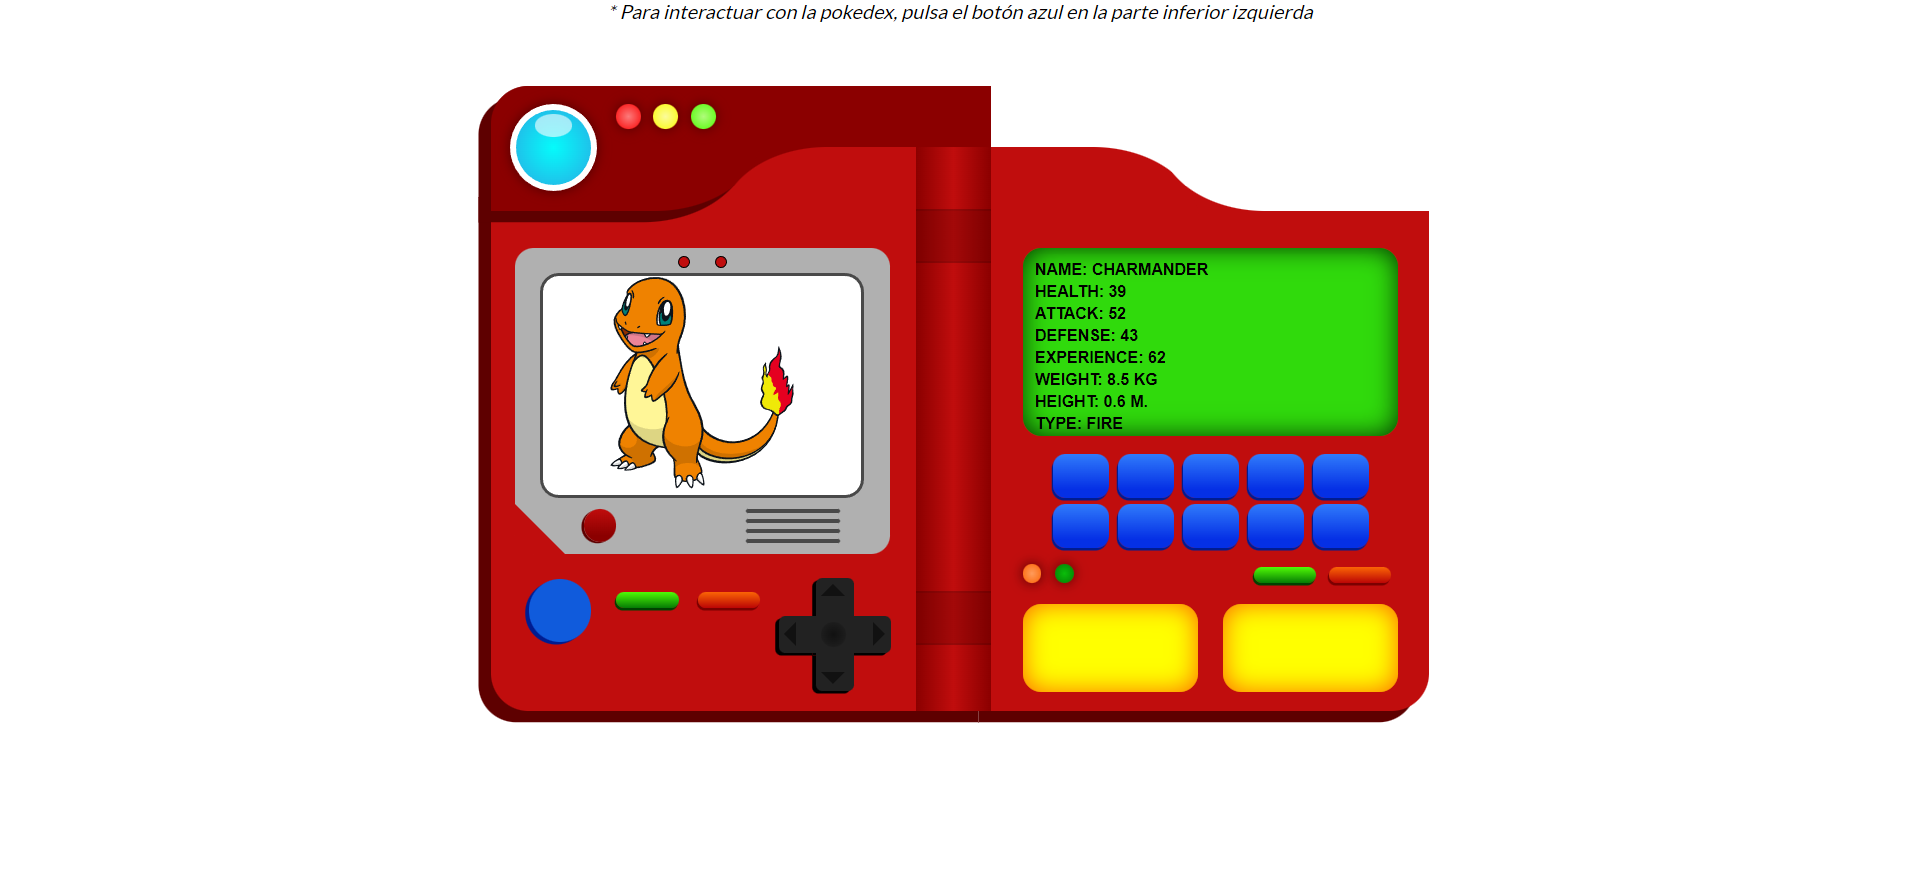 * Para interactuar con la pokedex, pulsa el botón azul en la parte inferior izquierda
NAME: CHARMANDER
HEALTH: 39
ATTACK: 52
DEFENSE: 43
EXPERIENCE: 62
WEIGHT: 8.5 KG
HEIGHT: 0.6 M.
TYPE: FIRE